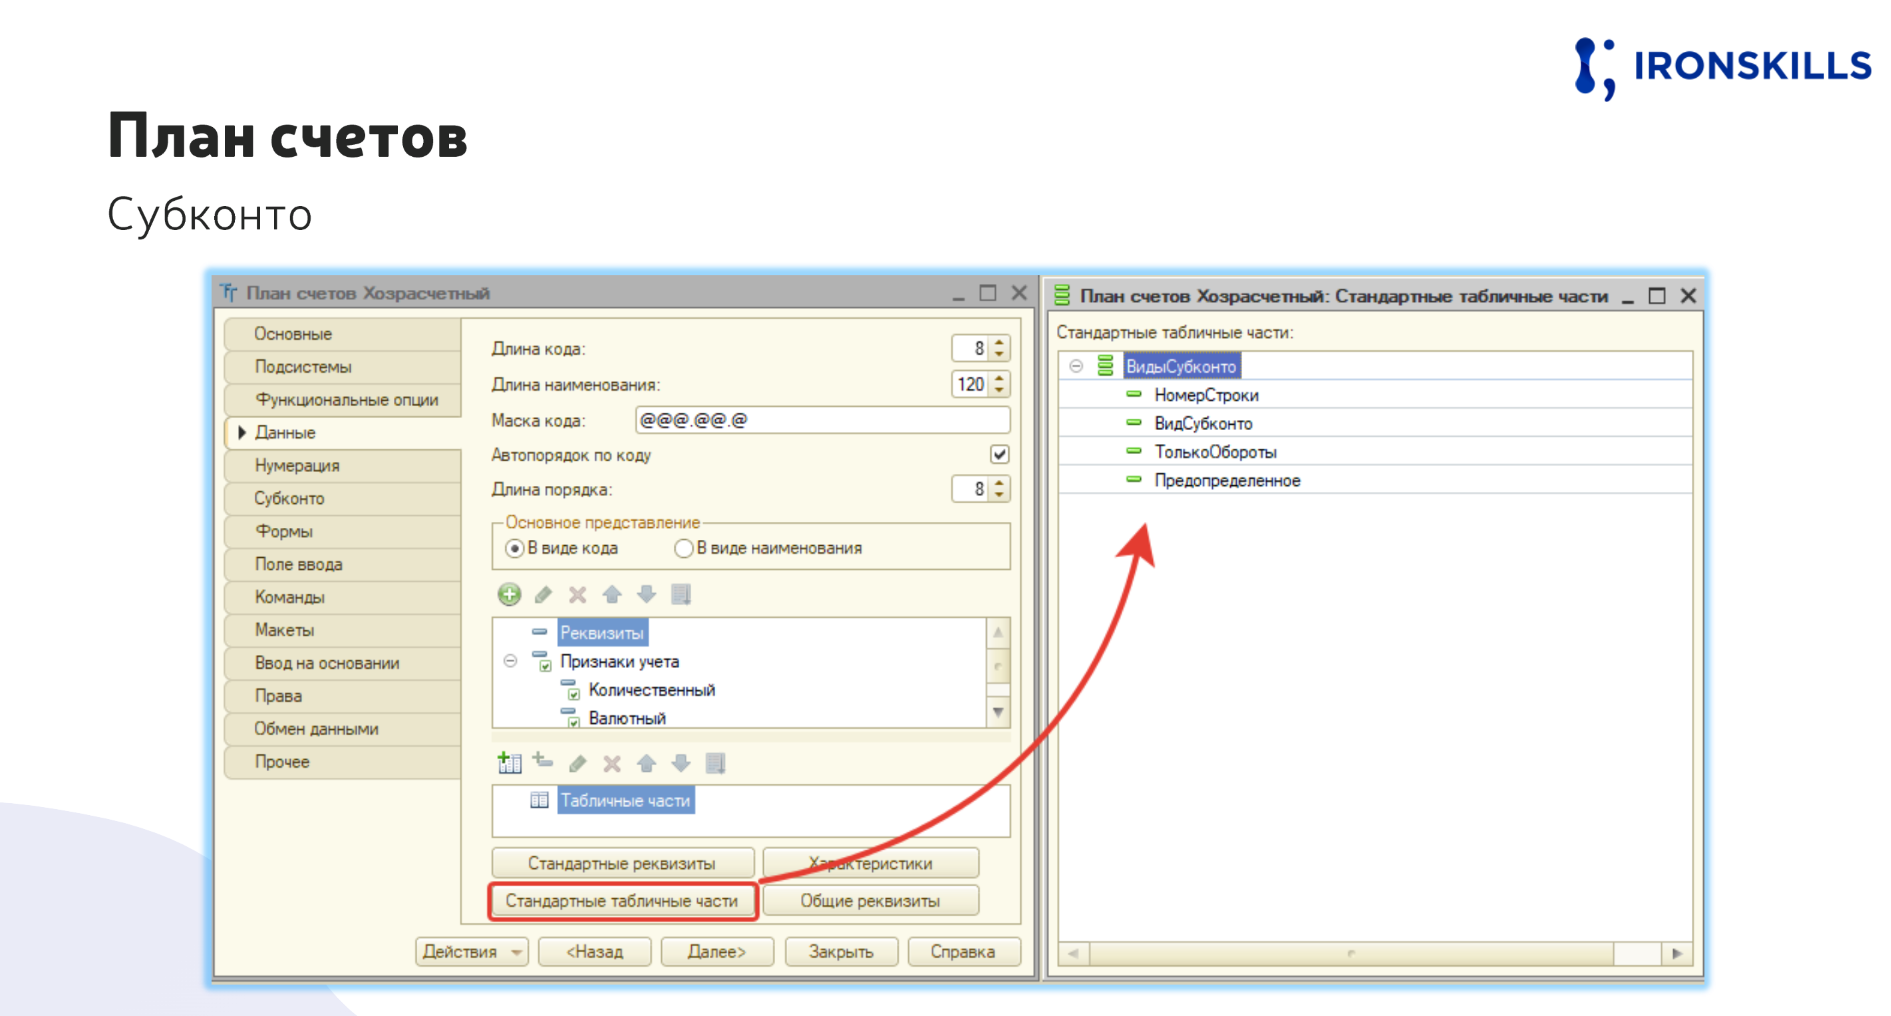 IRONSKILLS
План счетов
Субконто
План счетов Хозрасчетный
Основные
Подсистемы
Функциональные опции
Данные
Нумерация
Субконто
Формы
Поле ввода
Команды
Макеты
Ввод на основании
Права
Обмен данными
Прочее
Длина кода: 8
Длина наименования: 120
Маска кода: @@@.@@.@
Автопорядок по коду
Длина порядка: 8
Основное представление
В виде кода В виде наименования
Реквизиты
Признаки учета
Количественный
Валютный
Табличные части
Стандартные реквизиты Характеристики
Стандартные табличные части Общие реквизиты
Действия <Назад Далее> Закрыть Справка
План счетов Хозрасчетный: Стандартные табличные части
Стандартные табличные части:
ВидыСубконто
НомерСтроки
ВидСубконто
ТолькоОбороты
Предопределенное